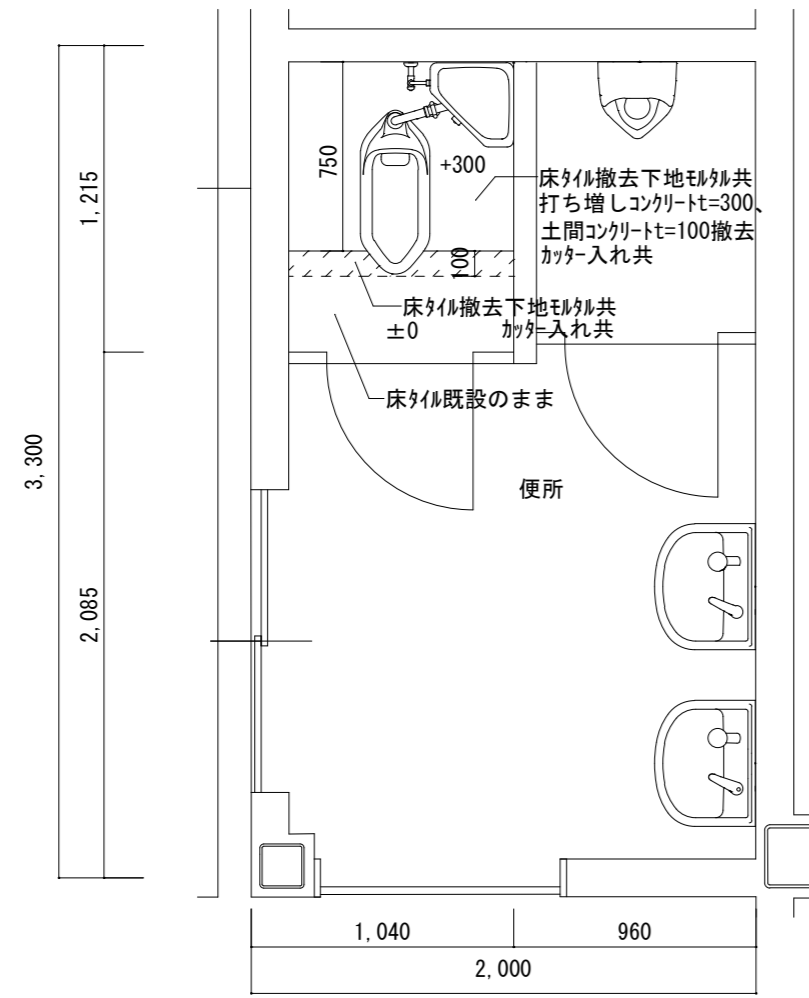 750
+300
1,215
床ﾀｲﾙ撤去下地ﾓﾙﾀﾙ共
打ち増しｺﾝｸﾘｰﾄt=300、
土間ｺﾝｸﾘｰﾄt=100撤去
ｶｯﾀｰ入れ共
100
床ﾀｲﾙ撤去下地ﾓﾙﾀﾙ共
±0 ｶｯﾀｰ入れ共
床ﾀｲﾙ既設のまま
3,300
便所
2,085
1,040
960
2,000